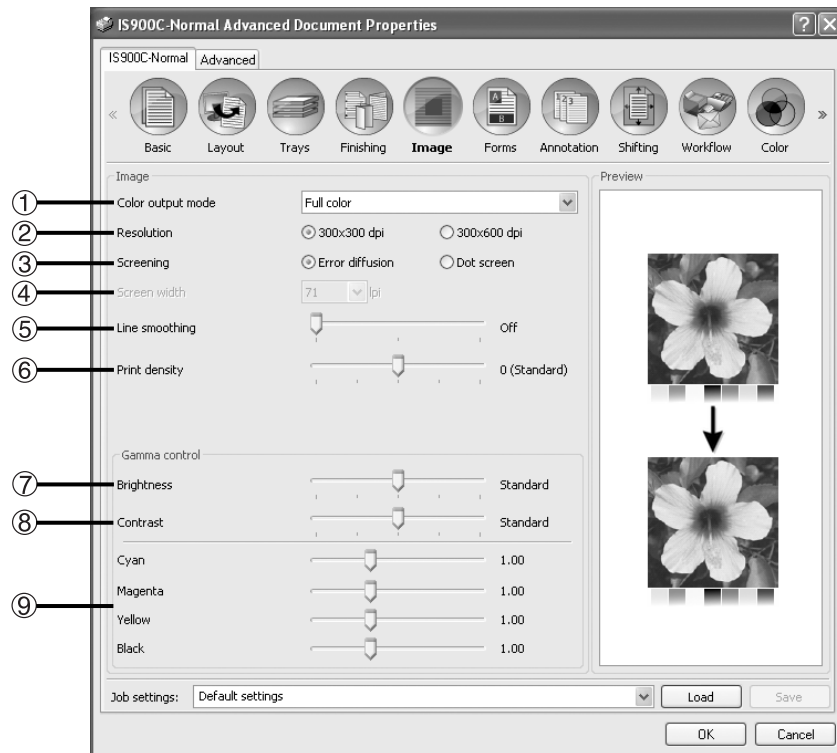 IS900C-Normal Advanced Document Properties
IS900C-Normal Advanced
« Basic Layout Trays Finishing Image Forms Annotation Shifting Workflow Color »
Image
① Color output mode Full color
② Resolution 300x300 dpi 300x600 dpi
③ Screening Error diffusion Dot screen
④ Screen width 71 lpi
⑤ Line smoothing Off
⑥ Print density 0 (Standard)
Gamma control
⑦ Brightness Standard
⑧ Contrast Standard
Cyan 1.00
Magenta 1.00
⑨
Yellow 1.00
Black 1.00
Preview
Job settings: Default settings Load Save
OK Cancel